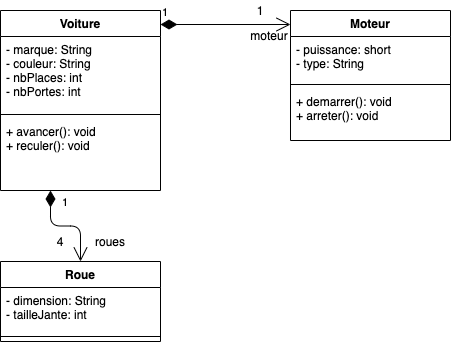 Voiture
- marque: String
- couleur: String
- nbPlaces: int
- nbPortes: int
+ avancer(): void
+ reculer(): void
1
1
moteur
Moteur
- puissance: short
- type: String
+ demarrer(): void
+ arreter(): void
1
4
roues
Roue
- dimension: String
- tailleJante: int